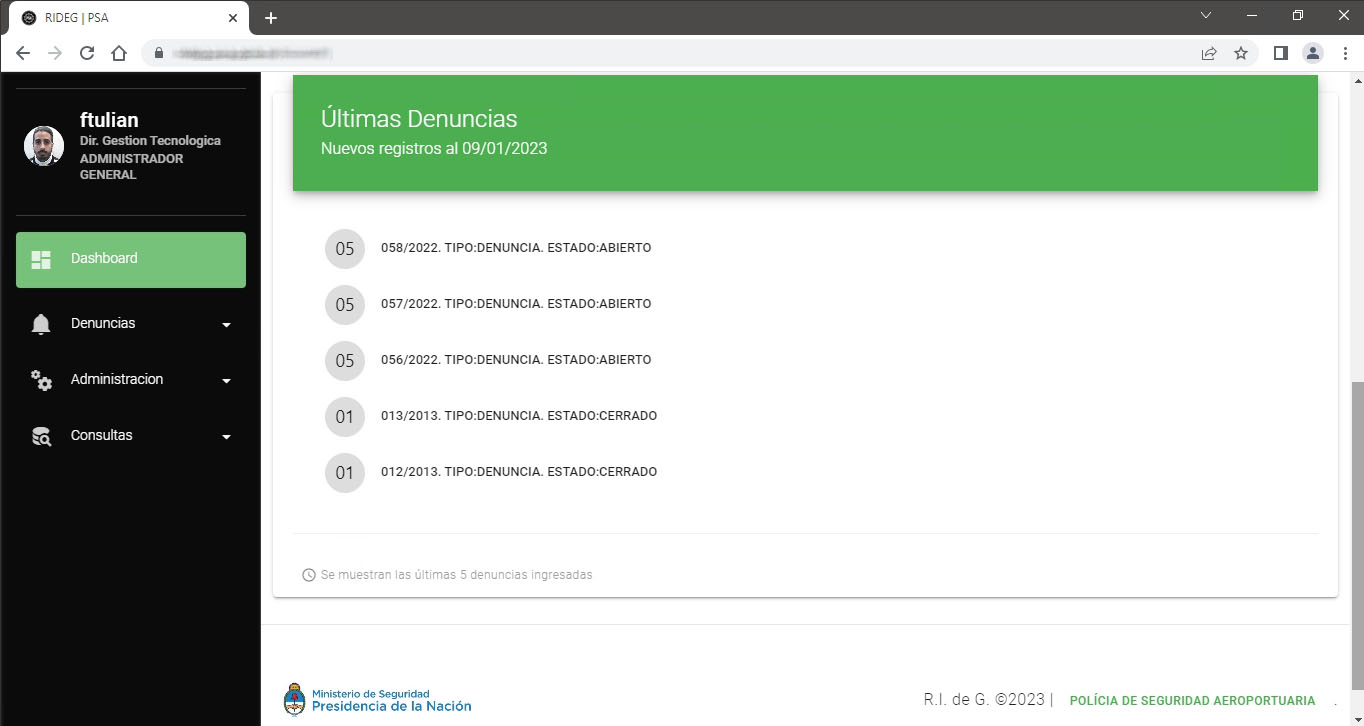 RIDEG | PSA
ftulian
Dir. Gestion Tecnologica
ADMINISTRADOR
GENERAL
Dashboard
Denuncias
Administracion
Consultas
Últimas Denuncias
Nuevos registros al 09/01/2023
05 058/2022. TIPO:DENUNCIA. ESTADO:ABIERTO
05 057/2022. TIPO:DENUNCIA. ESTADO:ABIERTO
05 056/2022. TIPO:DENUNCIA. ESTADO:ABIERTO
01 013/2013. TIPO:DENUNCIA. ESTADO:CERRADO
01 012/2013. TIPO:DENUNCIA. ESTADO:CERRADO
Se muestran las últimas 5 denuncias ingresadas
Ministerio de Seguridad
Presidencia de la Nación
R.I. de G. ©2023 | POLÍCIA DE SEGURIDAD AEROPORTUARIA .